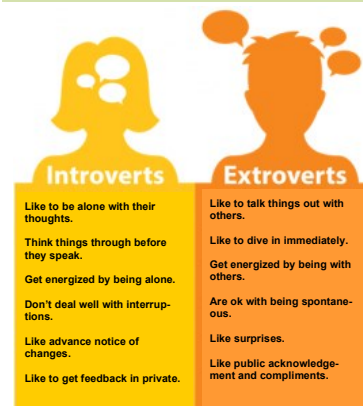 Introverts
Like to be alone with their
thoughts.
Think things through before
they speak.
Get energized by being alone.
Don't deal well with interrup-
tions.
Like advance notice of
changes.
Like to get feedback in private.
Extroverts
Like to talk things out with
others.
Like to dive in immediately.
Get energized by being with
others.
Are ok with being spontane-
ous.
Like surprises.
Like public acknowledge-
ment and compliments.